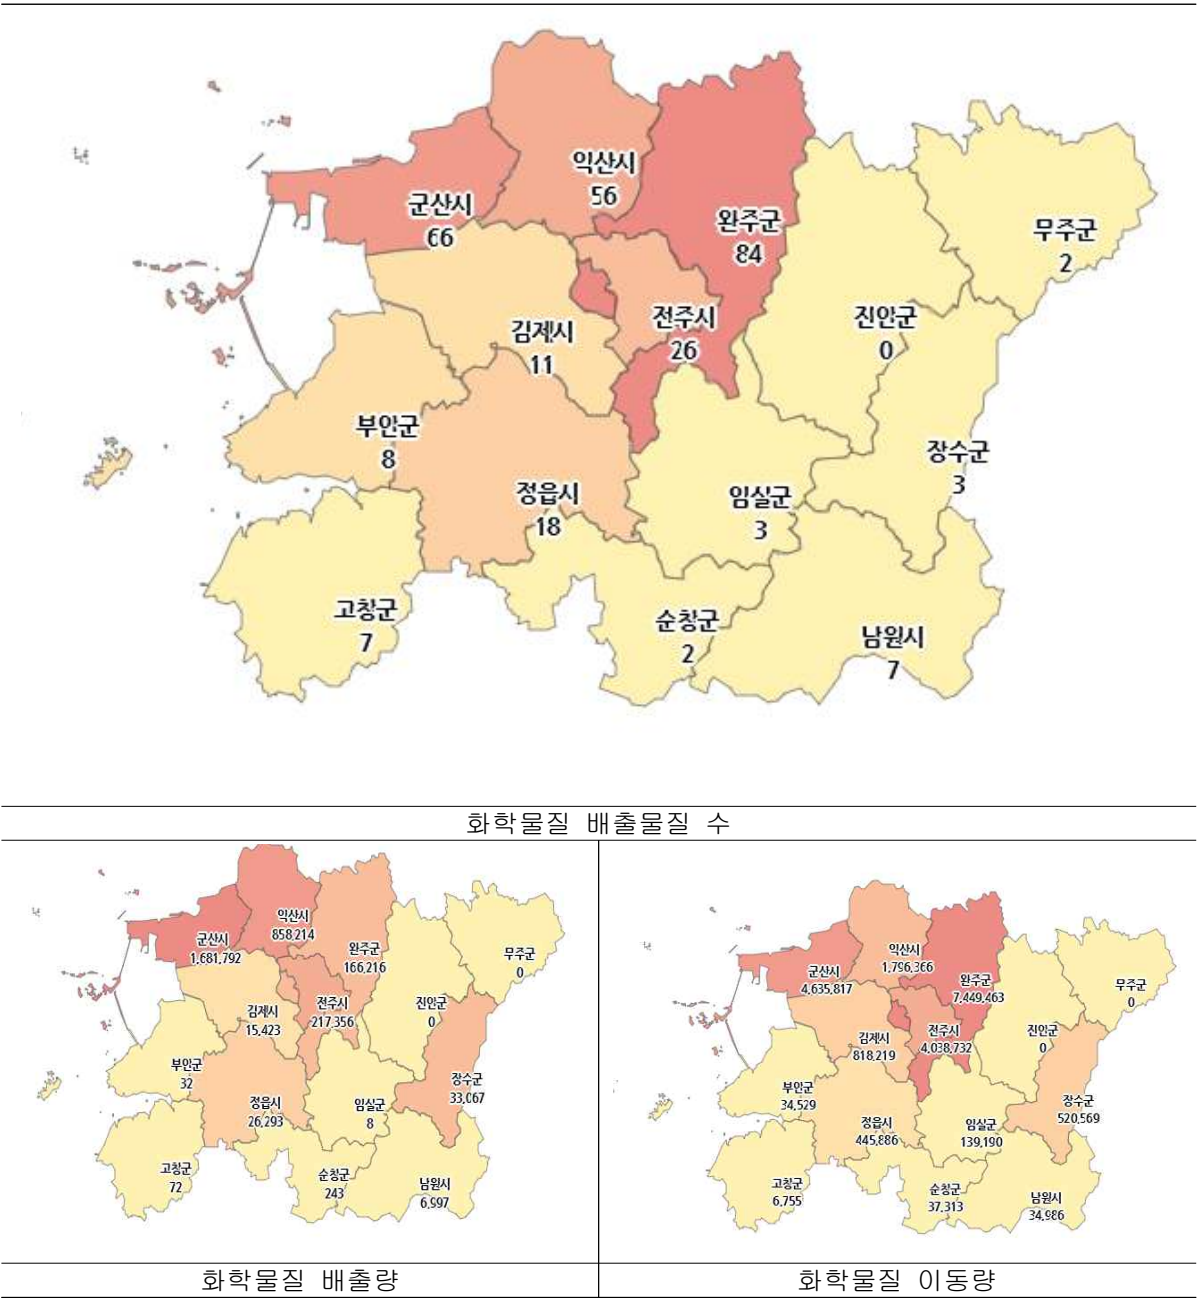 익산시
56
군산시
66
완주군
84
무주군
2
진안군
0
전주시
26
김제시
11
부안군
8
장수군
3
정읍시
18
임실군
3
고창군
7
순창군
2
남원시
7
화학물질 배출물질 수
익산시
858,214
군산시
1,681,792
완주군
166,216
무주군
0
전주시
217,356
진안군
0
김제시
15,423
부안군
32
장수군
33,067
정읍시
26,293
임실군
8
고창군
72
순창군
243
남원시
6,997
화학물질 배출량
익산시
1,796,366
군산시
4,635,817
완주군
7,449,463
무주군
0
전주시
4,038,732
진안군
0
김제시
818,219
부안군
34,529
장수군
520,569
정읍시
445,886
임실군
139,190
고창군
6,755
순창군
37,313
남원시
34,986
화학물질 이동량